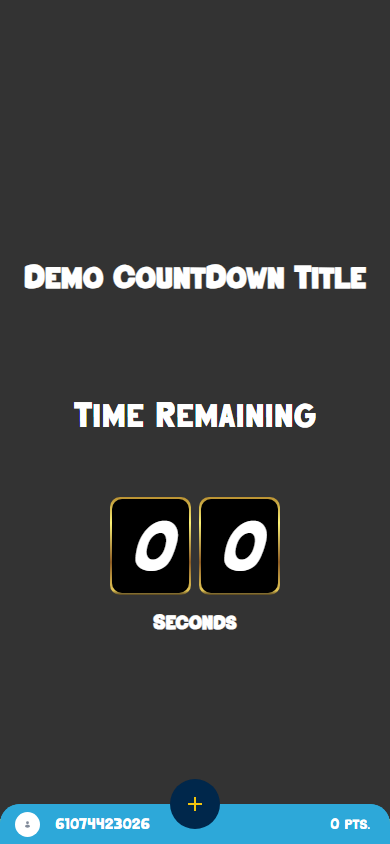 Demo CountDown Title
Time Remaining
0 0
Seconds
61074423026
0 pts.